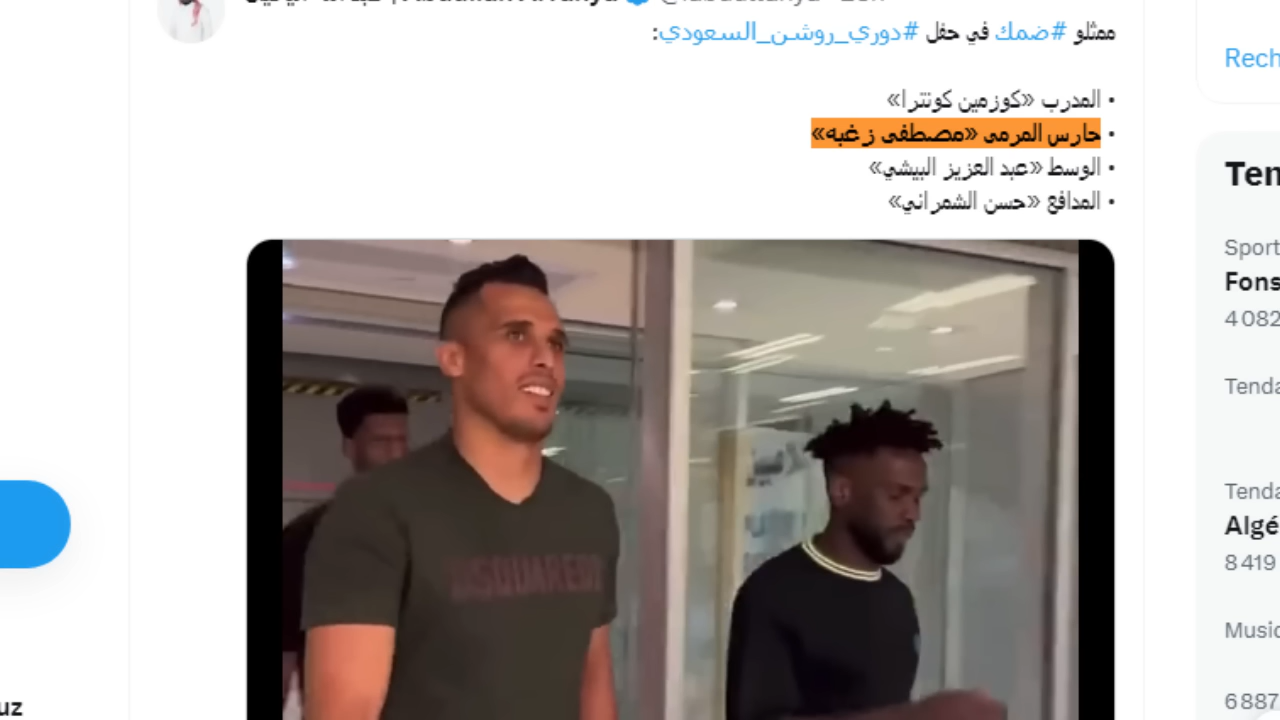 ممثلو #ضمك في حفل #دوري_روشن_السعودي:
• المدرب «كوزمين كونترا»
• حارس المرمى «مصطفى زغبه»
• الوسط «عبد العزيز البيشي»
• المدافع «حسن الشمراني»
DSQUARED2
Rech
Ten
Sport
Fons
4 082
Tenda
Tenda
Algé
8 419
Music
6 887
uz